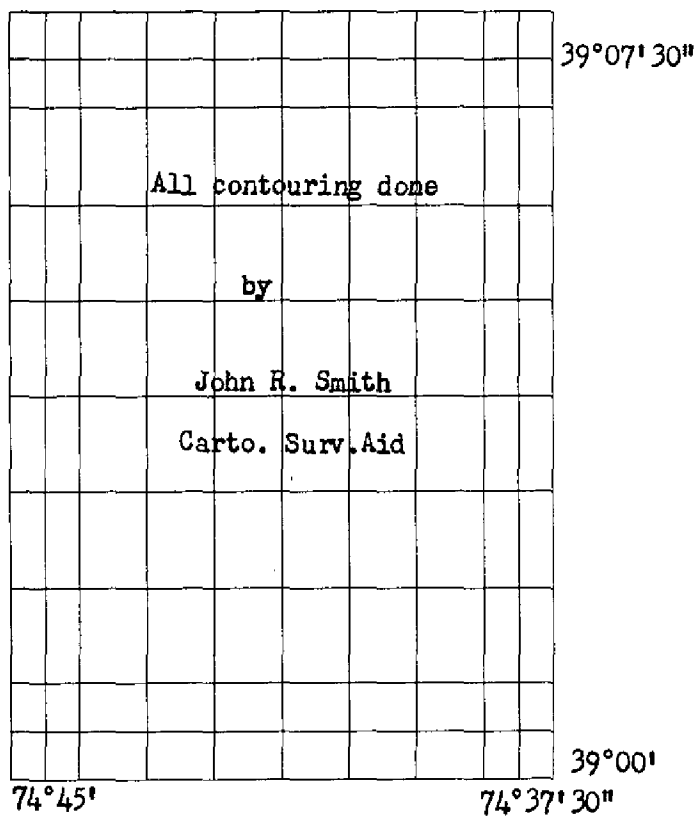 39°07'30"
All contouring done
by
John R. Smith
Carto. Surv.Aid
39°00'
74°45'
74°37'30"